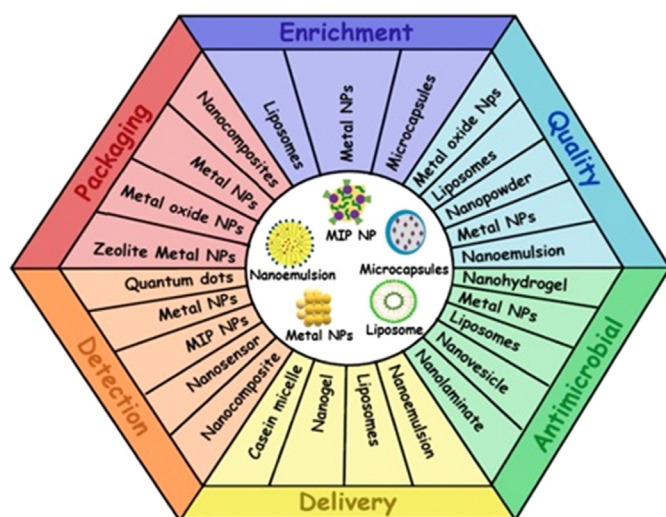 Enrichment
Liposomes
Metal NPs
Microcapsules
Quality
Metal oxide Nps
Liposomes
Nanopowder
Metal NPs
Nanoemulsion
Antimicrobial
Nanohydrogel
Metal NPs
Liposomes
Nanovesicle
Nanolaminate
Delivery
Nanoemulsion
Liposomes
Nanogel
Casein micelle
Detection
Nanocomposite
Nanosensor
MIP NPs
Metal NPs
Quantum dots
Packaging
Zeolite Metal NPs
Metal oxide NPs
Metal NPs
Nanocomposites
MIP NP
Nanoemulsion
Microcapsules
Metal NPs
Liposome